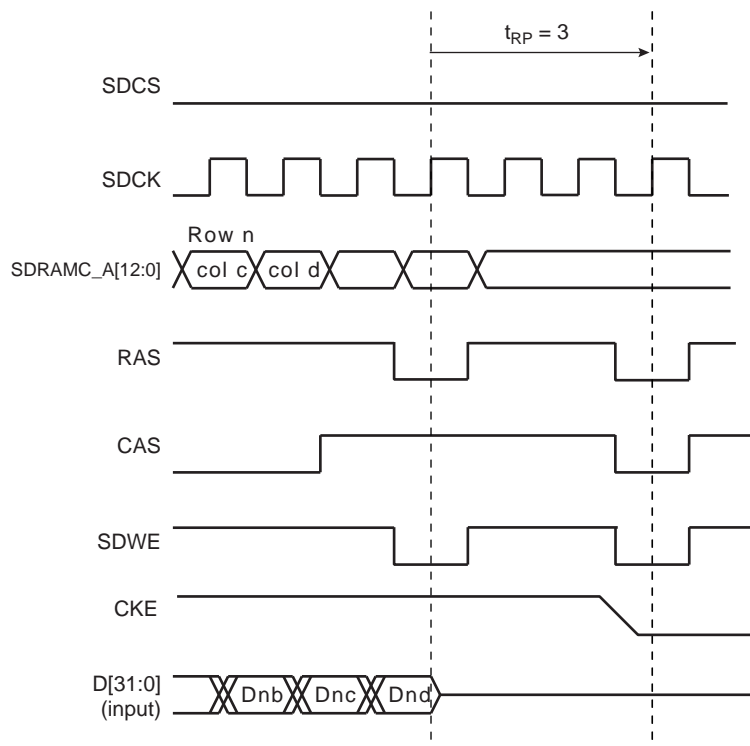 tRP = 3
SDCS
SDCK
Row n
SDRAMC_A[12:0]
col c
col d
RAS
CAS
SDWE
CKE
D[31:0]
(input)
Dnb
Dnc
Dnd